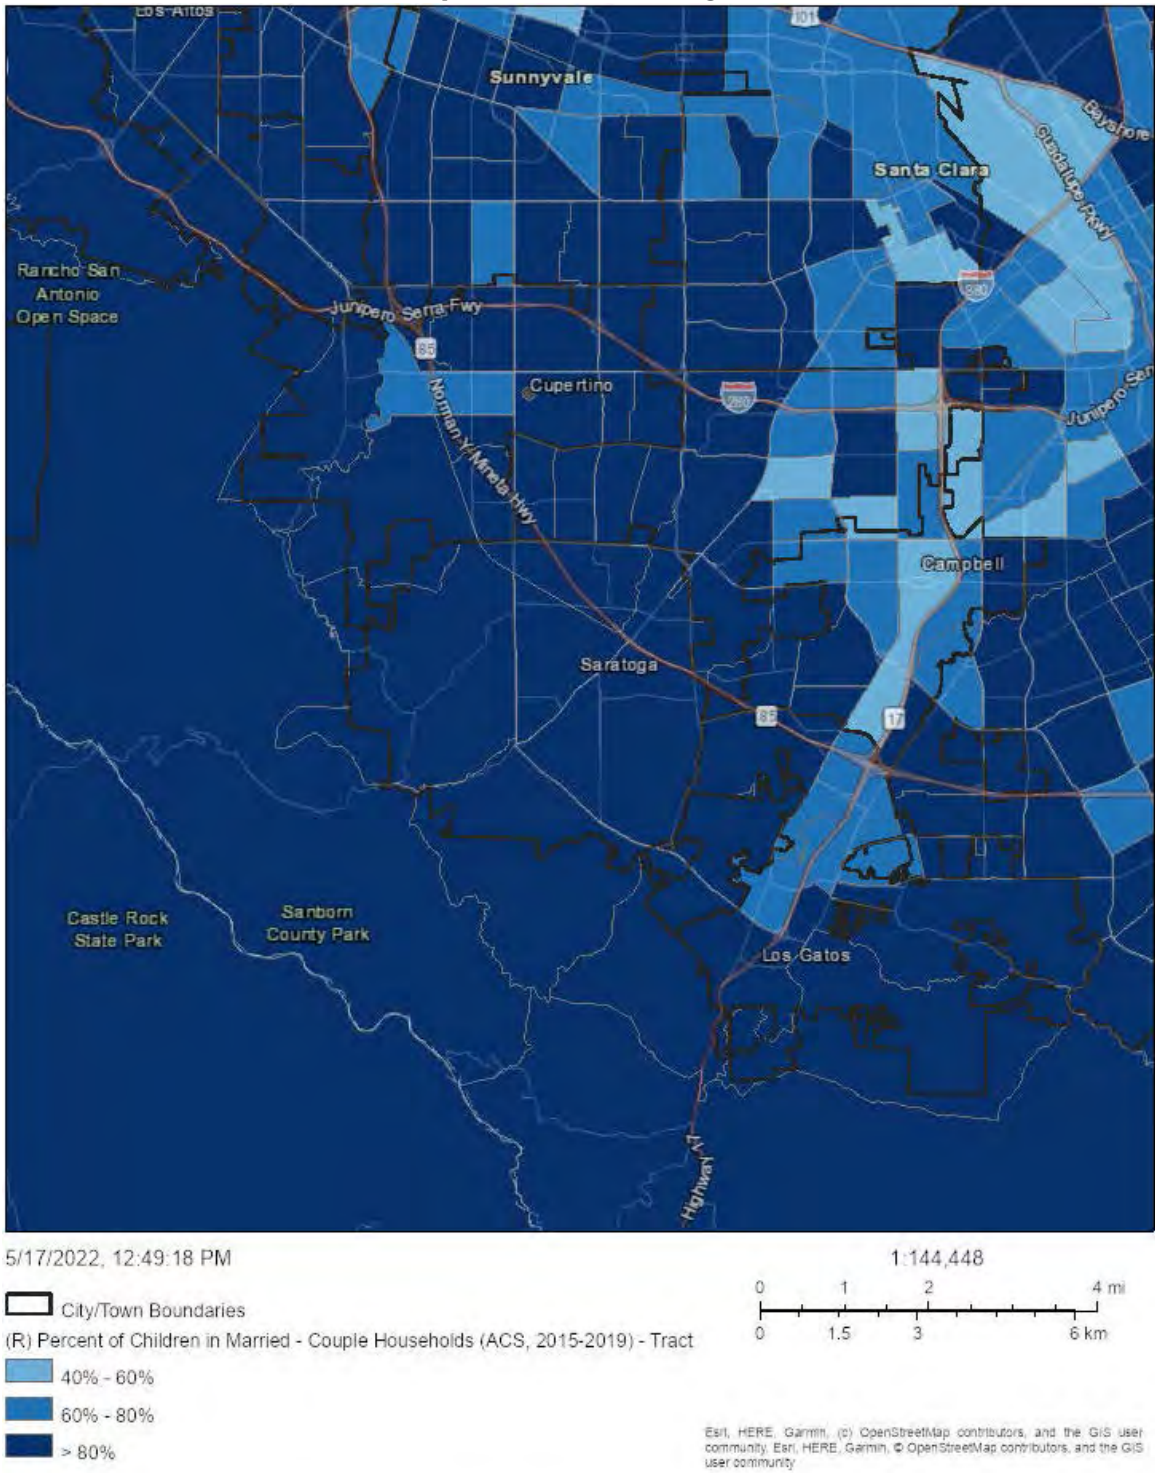 Los Altos
101
Sunnyvale
Bayshore
Guadalupe Pkwy
Santa Clara
Rancho San
Antonio
Open Space
880
Junipero Serra Fwy
85
Cupertino
280
Junipero Ser
Norman Y Mineta Hwy
Campbell
Saratoga
85
17
Castle Rock
State Park
Sanborn
County Park
Los Gatos
Highway 17
5/17/2022, 12:49:18 PM
1:144,448
0 1 2 4 mi
0 1.5 3 6 km
City/Town Boundaries
(R) Percent of Children in Married - Couple Households (ACS, 2015-2019) - Tract
40% - 60%
60% - 80%
> 80%
Esri, HERE, Garmin, (c) OpenStreetMap contributors, and the GIS user
community, Esri, HERE, Garmin, © OpenStreetMap contributors, and the GIS
user community